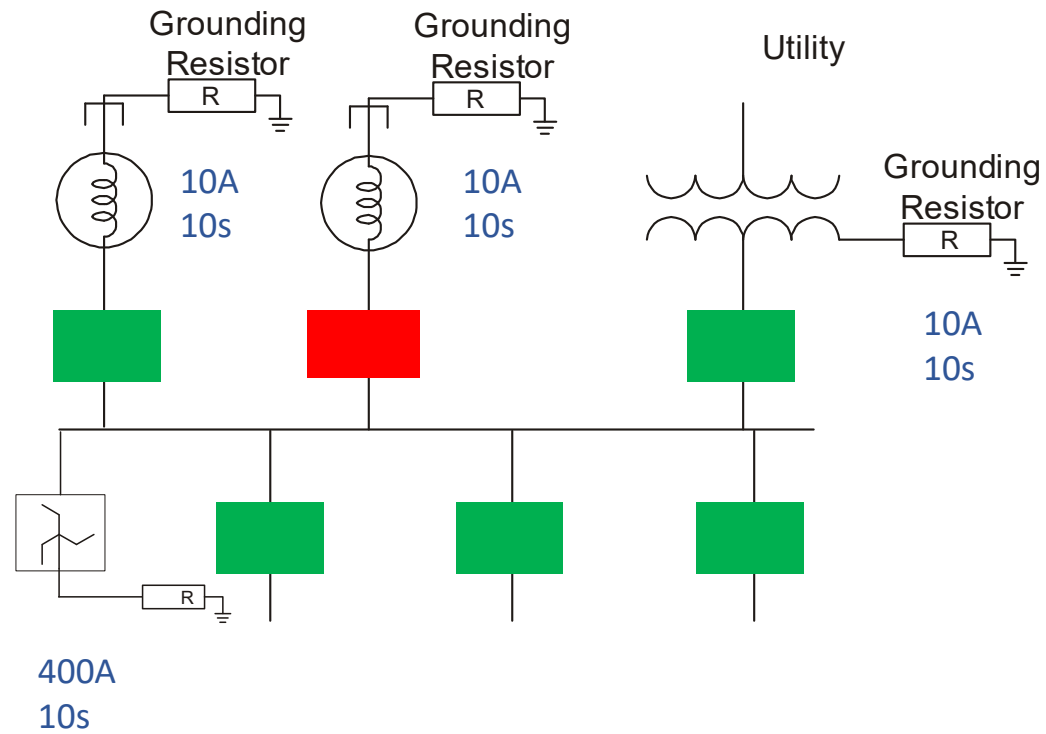 Grounding
Resistor
R
10A
10s
Grounding
Resistor
R
10A
10s
Utility
Grounding
Resistor
R
10A
10s
R
400A
10s